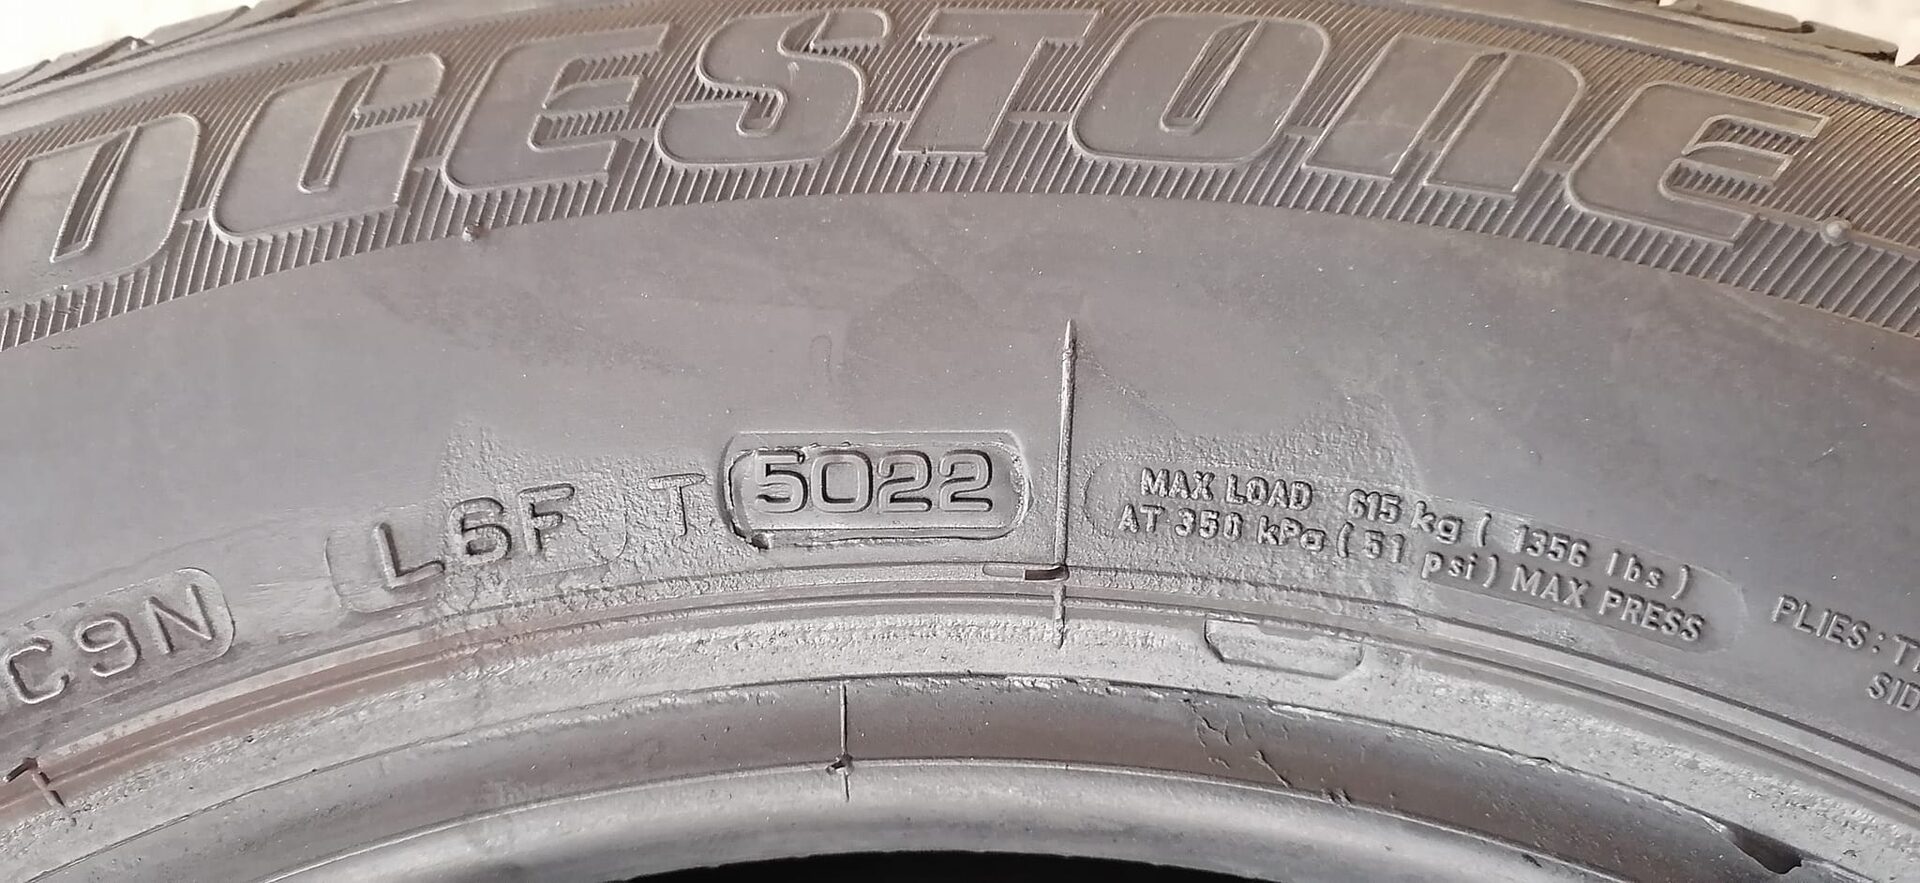 DGESTONE
C9N L6F T 5022
MAX LOAD 615 kg ( 1356 lbs )
AT 350 kPa ( 51 psi ) MAX PRESS
PLIES: